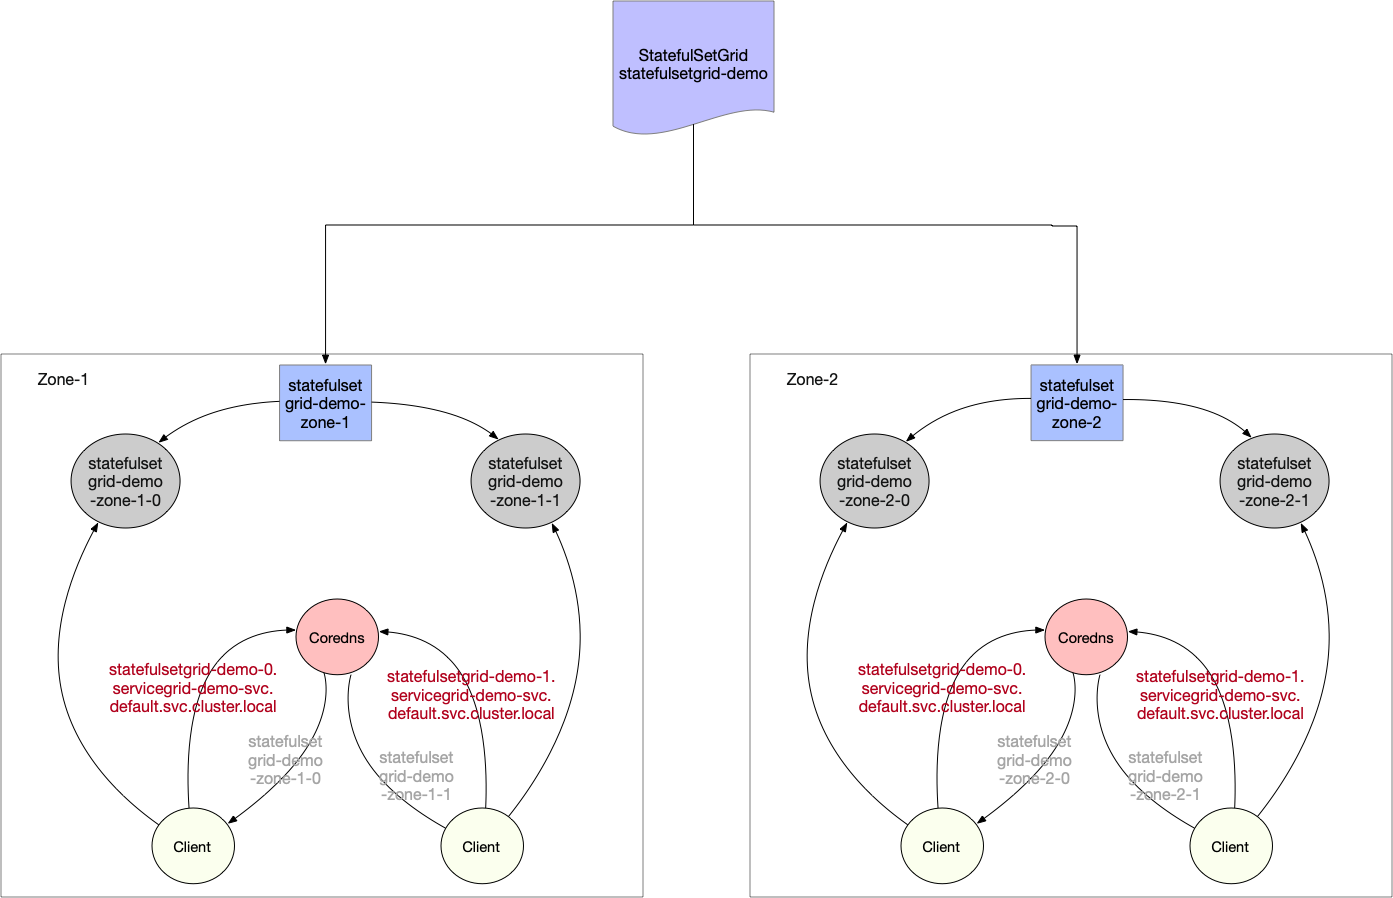 StatefulSetGrid
statefulsetgrid-demo
Zone-1
statefulset
grid-demo-
zone-1
statefulset
grid-demo
-zone-1-0
statefulset
grid-demo
-zone-1-1
Coredns
statefulsetgrid-demo-0.
servicegrid-demo-svc.
default.svc.cluster.local
statefulsetgrid-demo-1.
servicegrid-demo-svc.
default.svc.cluster.local
statefulset
grid-demo
-zone-1-0
statefulset
grid-demo
-zone-1-1
Client
Client
Zone-2
statefulset
grid-demo-
zone-2
statefulset
grid-demo
-zone-2-0
statefulset
grid-demo
-zone-2-1
Coredns
statefulsetgrid-demo-0.
servicegrid-demo-svc.
default.svc.cluster.local
statefulsetgrid-demo-1.
servicegrid-demo-svc.
default.svc.cluster.local
statefulset
grid-demo
-zone-2-0
statefulset
grid-demo
-zone-2-1
Client
Client